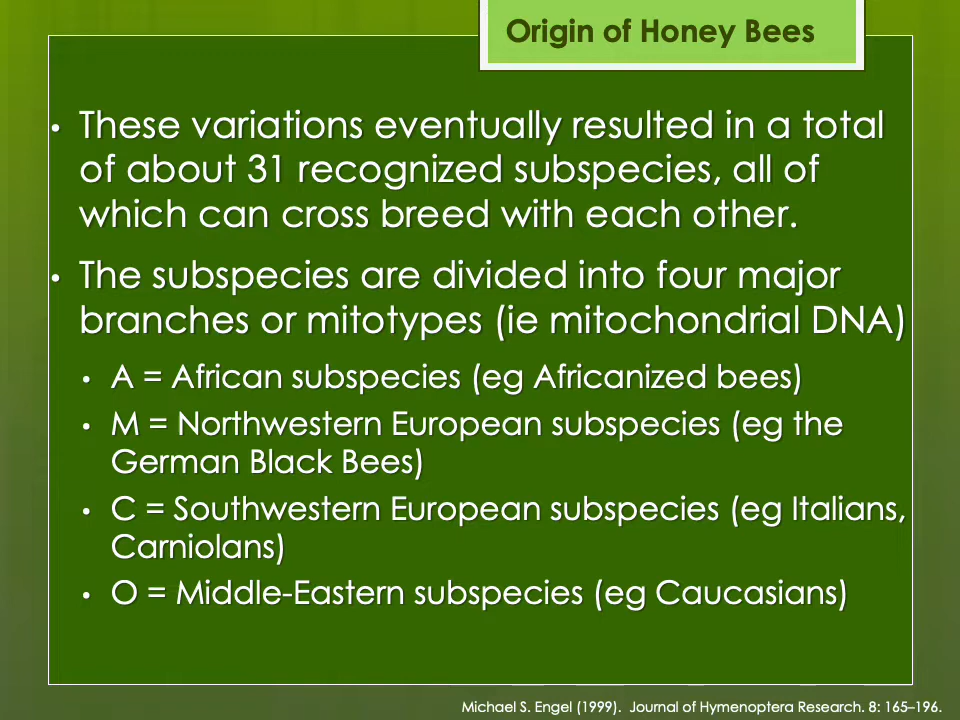 Origin of Honey Bees
• These variations eventually resulted in a total
of about 31 recognized subspecies, all of
which can cross breed with each other.
• The subspecies are divided into four major
branches or mitotypes (ie mitochondrial DNA)
• A = African subspecies (eg Africanized bees)
• M = Northwestern European subspecies (eg the
German Black Bees)
• C = Southwestern European subspecies (eg Italians,
Carniolans)
• O = Middle-Eastern subspecies (eg Caucasians)
Michael S. Engel (1999). Journal of Hymenoptera Research. 8: 165–196.